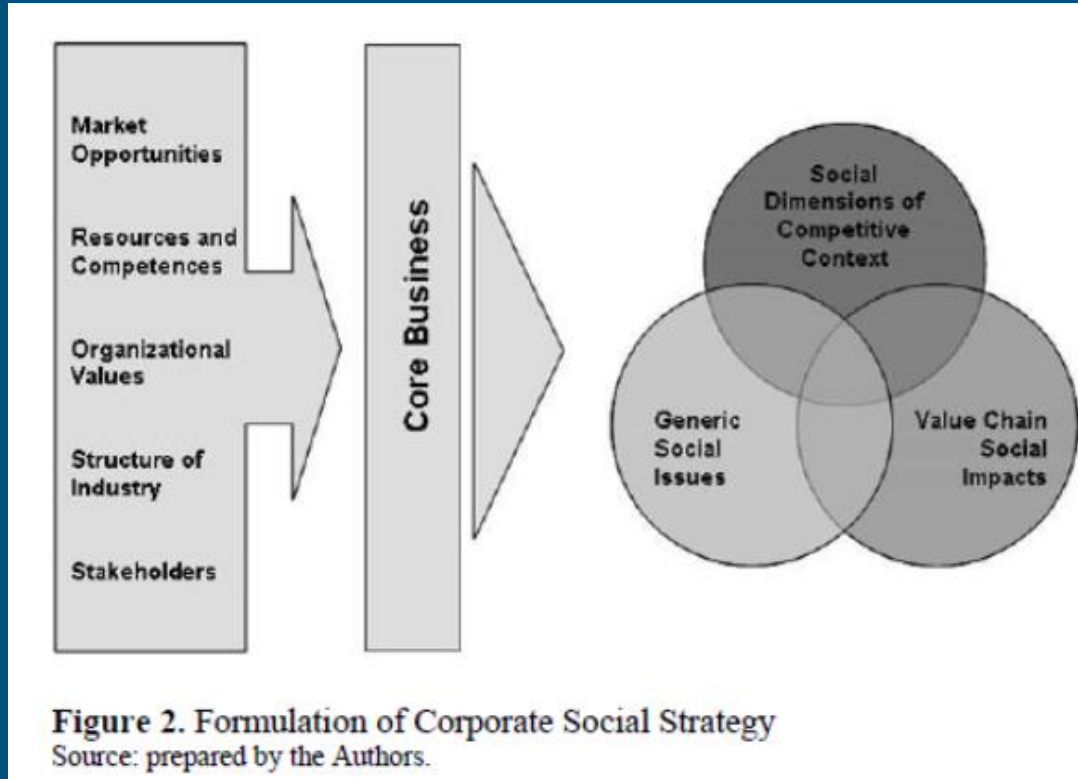 Market
Opportunities
Resources and
Competences
Organizational
Values
Structure of
Industry
Stakeholders
Core Business
Social
Dimensions of
Competitive
Context
Generic
Social
Issues
Value Chain
Social
Impacts
Figure 2. Formulation of Corporate Social Strategy
Source: prepared by the Authors.